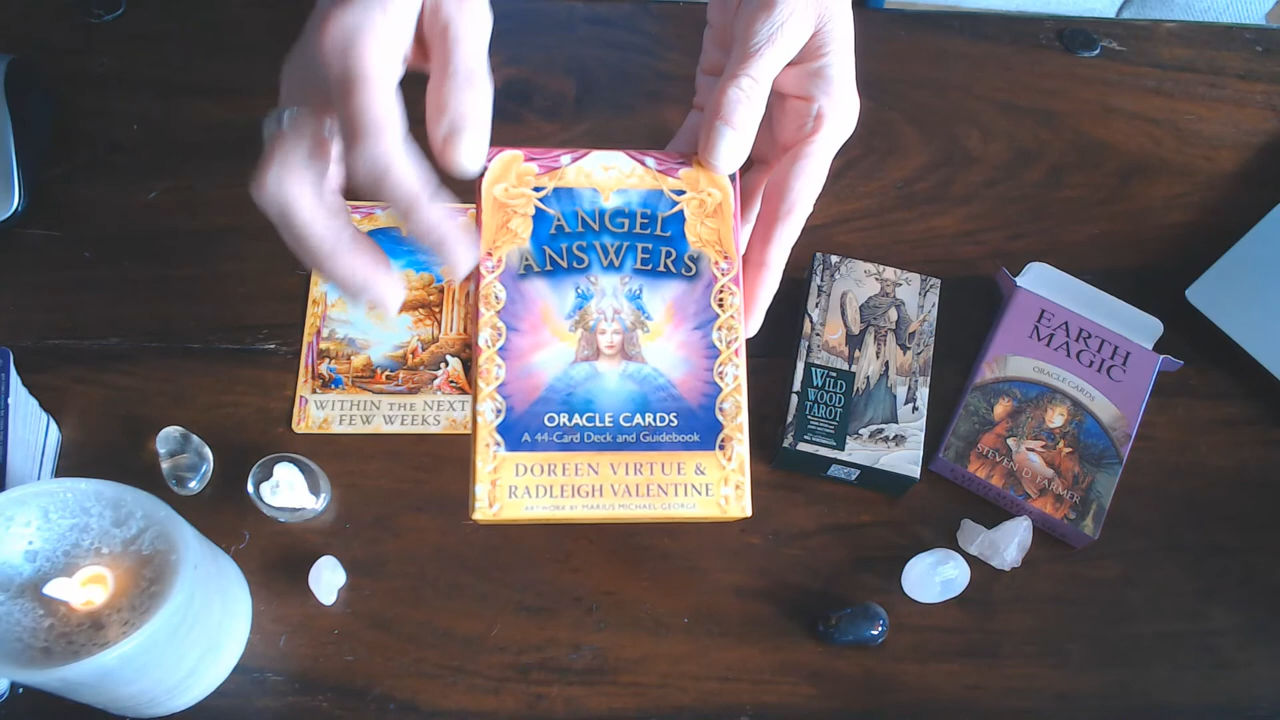 ANGEL
ANSWERS
ORACLE CARDS
A 44-Card Deck and Guidebook
DOREEN VIRTUE &
RADLEIGH VALENTINE
ARTWORK BY MARIUS MICHAEL-GEORGE
WITHIN THE NEXT
FEW WEEKS
THE
WILD
WOOD
TAROT
EARTH
MAGIC
ORACLE CARDS
STEVEN D. FARMER